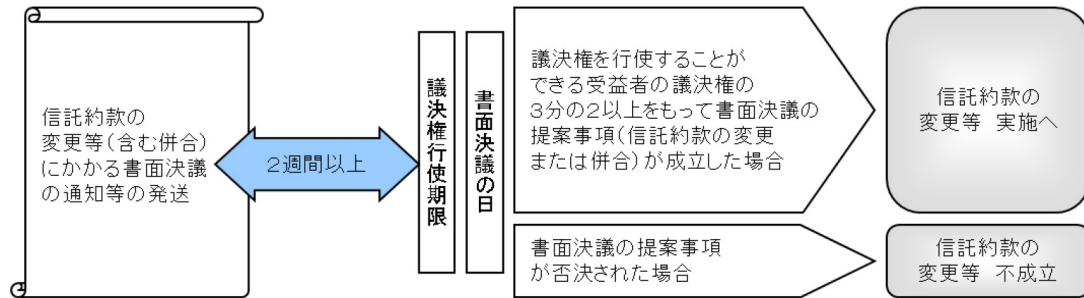 信託約款の
変更等(含む併合)
にかかる書面決議
の通知等の発送
2週間以上
議決権行使期限
書面決議の日
議決権を行使することが
できる受益者の議決権の
3分の2以上をもって書面決議の
提案事項(信託約款の変更
または併合)が成立した場合
信託約款の
変更等 実施へ
書面決議の提案事項
が否決された場合
信託約款の
変更等 不成立